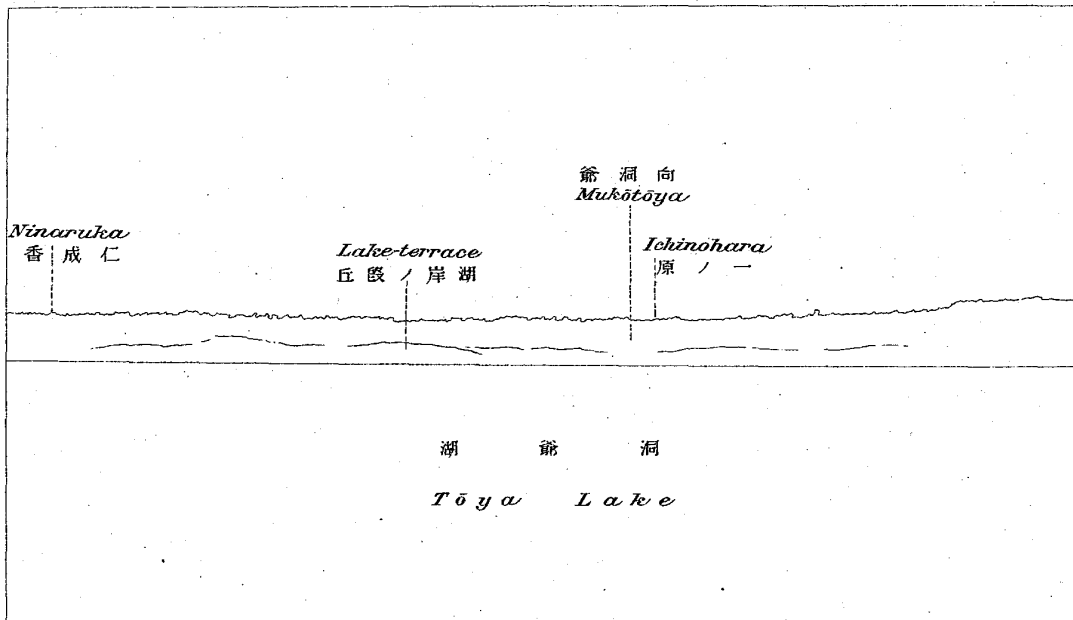 向洞爺
Mukōtōya
Ninaruka
仁成香
Lake-terrace
湖岸ノ段丘
Ichinohara
一ノ原
洞爺湖
Tōya Lake